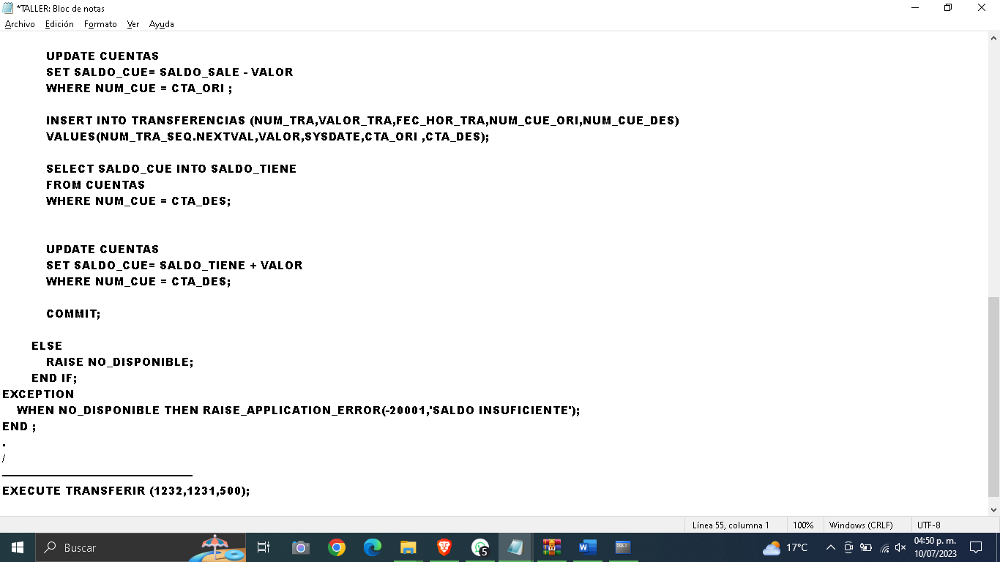 *TALLER: Bloc de notas
Archivo Edición Formato Ver Ayuda
UPDATE CUENTAS
SET SALDO_CUE= SALDO_SALE - VALOR
WHERE NUM_CUE = CTA_ORI ;
INSERT INTO TRANSFERENCIAS (NUM_TRA,VALOR_TRA,FEC_HOR_TRA,NUM_CUE_ORI,NUM_CUE_DES)
VALUES(NUM_TRA_SEQ.NEXTVAL,VALOR,SYSDATE,CTA_ORI ,CTA_DES);
SELECT SALDO_CUE INTO SALDO_TIENE
FROM CUENTAS
WHERE NUM_CUE = CTA_DES;
UPDATE CUENTAS
SET SALDO_CUE= SALDO_TIENE + VALOR
WHERE NUM_CUE = CTA_DES;
COMMIT;
ELSE
RAISE NO_DISPONIBLE;
END IF;
EXCEPTION
WHEN NO_DISPONIBLE THEN RAISE_APPLICATION_ERROR(-20001,'SALDO INSUFICIENTE');
END ;
.
/
EXECUTE TRANSFERIR (1232,1231,500);
Línea 55, columna 1 100% Windows (CRLF) UTF-8
Buscar 5 SQL> 17°C 04:50 p. m.
10/07/2023